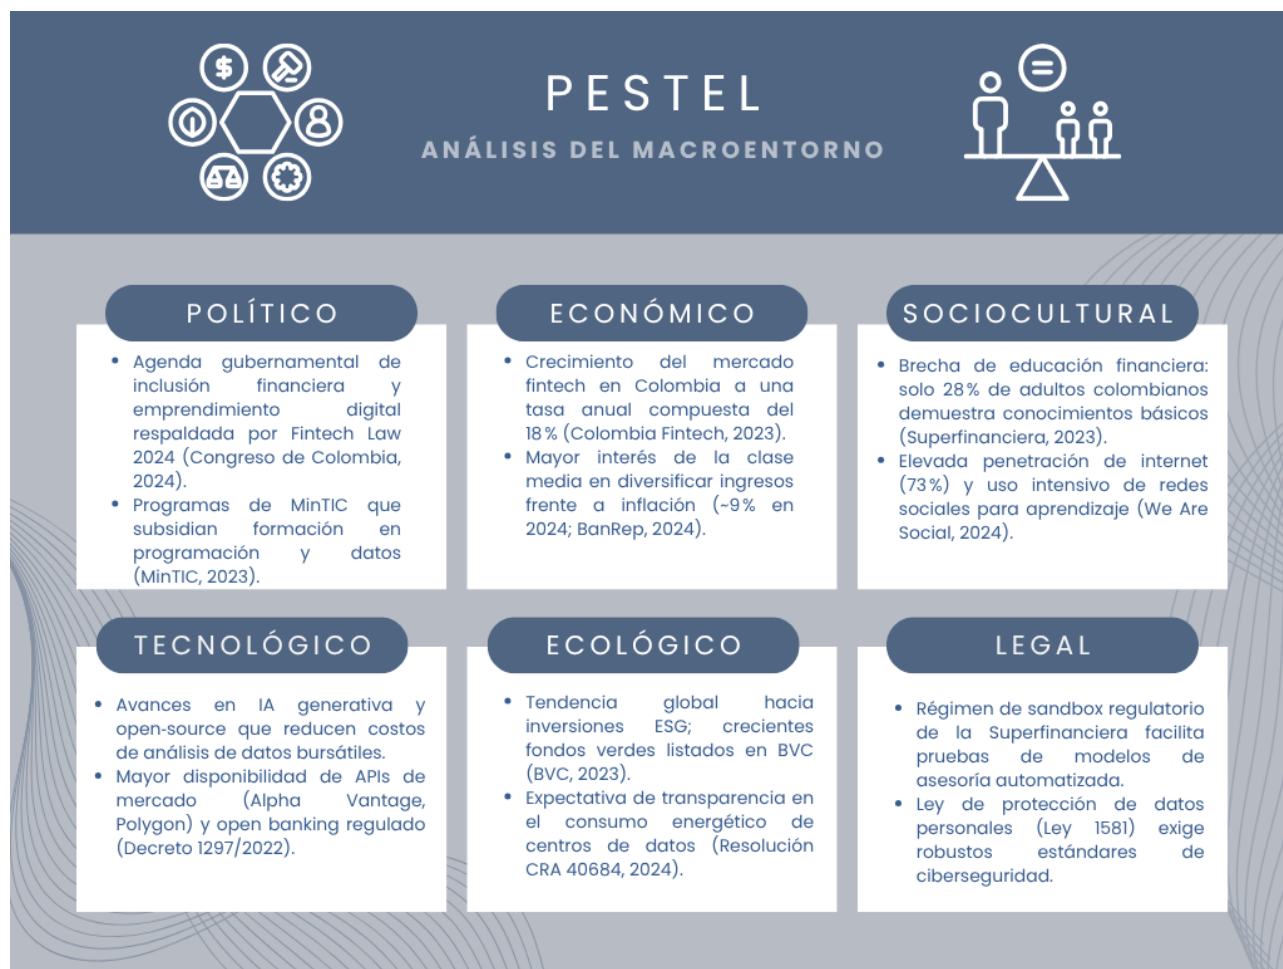 PESTEL
ANÁLISIS DEL MACROENTORNO
POLÍTICO
• Agenda gubernamental de
inclusión financiera y
emprendimiento digital
respaldada por Fintech Law
2024 (Congreso de Colombia,
2024).
• Programas de MinTIC que
subsidian formación en
programación y datos
(MinTIC, 2023).
ECONÓMICO
• Crecimiento del mercado
fintech en Colombia a una
tasa anual compuesta del
18 % (Colombia Fintech, 2023).
• Mayor interés de la clase
media en diversificar ingresos
frente a inflación (~9 % en
2024; BanRep, 2024).
SOCIOCULTURAL
• Brecha de educación financiera:
solo 28 % de adultos colombianos
demuestra conocimientos básicos
(Superfinanciera, 2023).
• Elevada penetración de internet
(73 %) y uso intensivo de redes
sociales para aprendizaje (We Are
Social, 2024).
TECNOLÓGICO
• Avances en IA generativa y
open-source que reducen costos
de análisis de datos bursátiles.
• Mayor disponibilidad de APIs de
mercado (Alpha Vantage,
Polygon) y open banking regulado
(Decreto 1297/2022).
ECOLÓGICO
• Tendencia global hacia
inversiones ESG; crecientes
fondos verdes listados en BVC
(BVC, 2023).
• Expectativa de transparencia en
el consumo energético de
centros de datos (Resolución
CRA 40684, 2024).
LEGAL
• Régimen de sandbox regulatorio
de la Superfinanciera facilita
pruebas de modelos de
asesoría automatizada.
• Ley de protección de datos
personales (Ley 1581) exige
robustos estándares de
ciberseguridad.